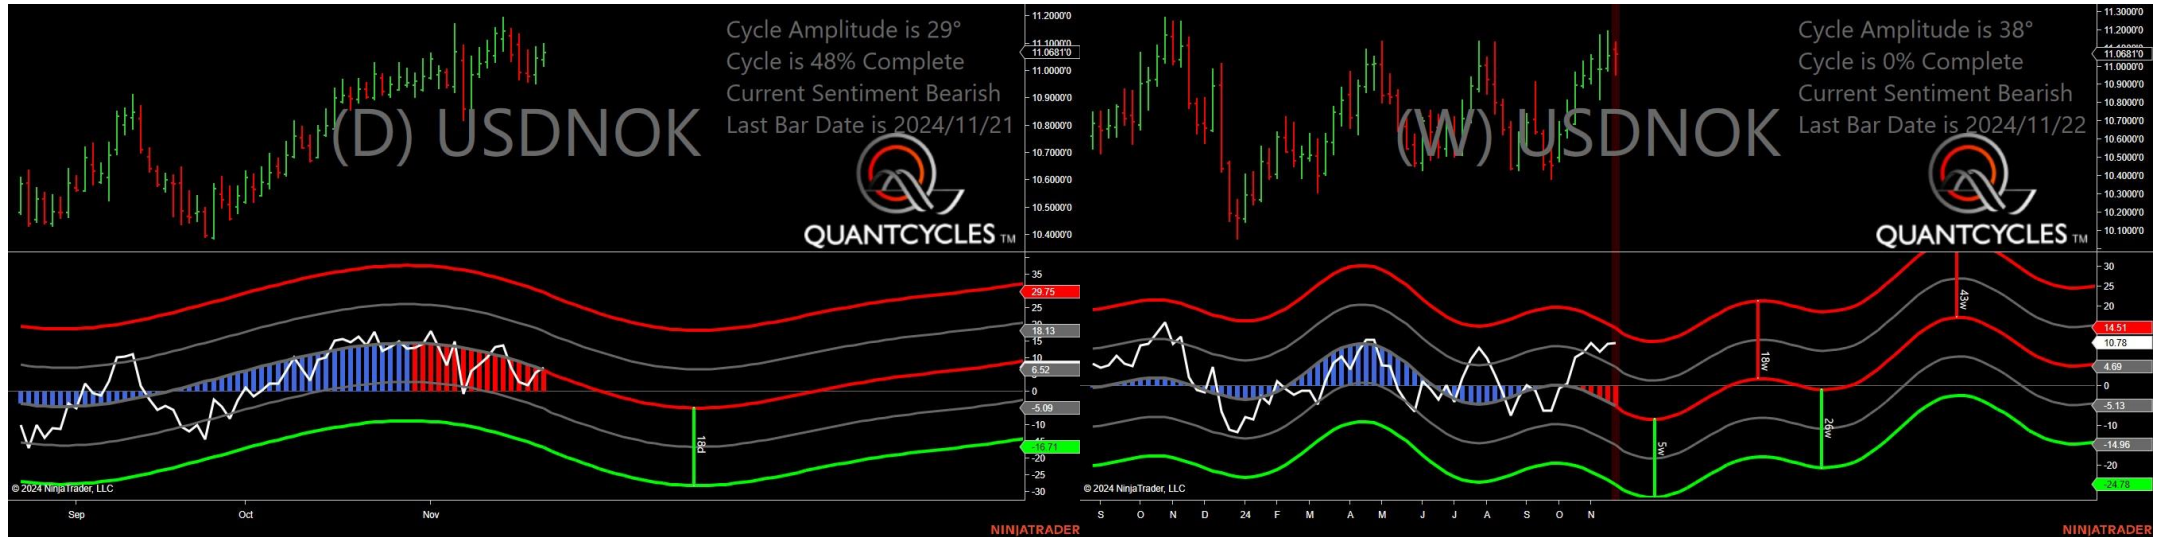 Cycle Amplitude is 29°
Cycle is 48% Complete
Current Sentiment Bearish
Last Bar Date is 2024/11/21
(D) USDNOK
QUANTCYCLES TM
11.2000'0
11.1000'0
11.0681'0
11.0000'0
10.9000'0
10.8000'0
10.7000'0
10.6000'0
10.5000'0
10.4000'0
35
29.75
25
18.13
15
10
6.52
0
-5.09
-10
-16.71
-20
-25
-30
18d
© 2024 NinjaTrader, LLC
Sep Oct Nov
NINJATRADER
Cycle Amplitude is 38°
Cycle is 0% Complete
Current Sentiment Bearish
Last Bar Date is 2024/11/22
(W) USDNOK
QUANTCYCLES TM
11.3000'0
11.2000'0
11.0681'0
11.0000'0
10.9000'0
10.8000'0
10.7000'0
10.6000'0
10.5000'0
10.4000'0
10.3000'0
10.2000'0
10.1000'0
30
20
14.51
10.78
4.69
0
-5.13
-10
-14.96
-20
-24.78
5w
18w
26w
43w
© 2024 NinjaTrader, LLC
S O N D 24 F M A M J J A S O N
NINJATRADER